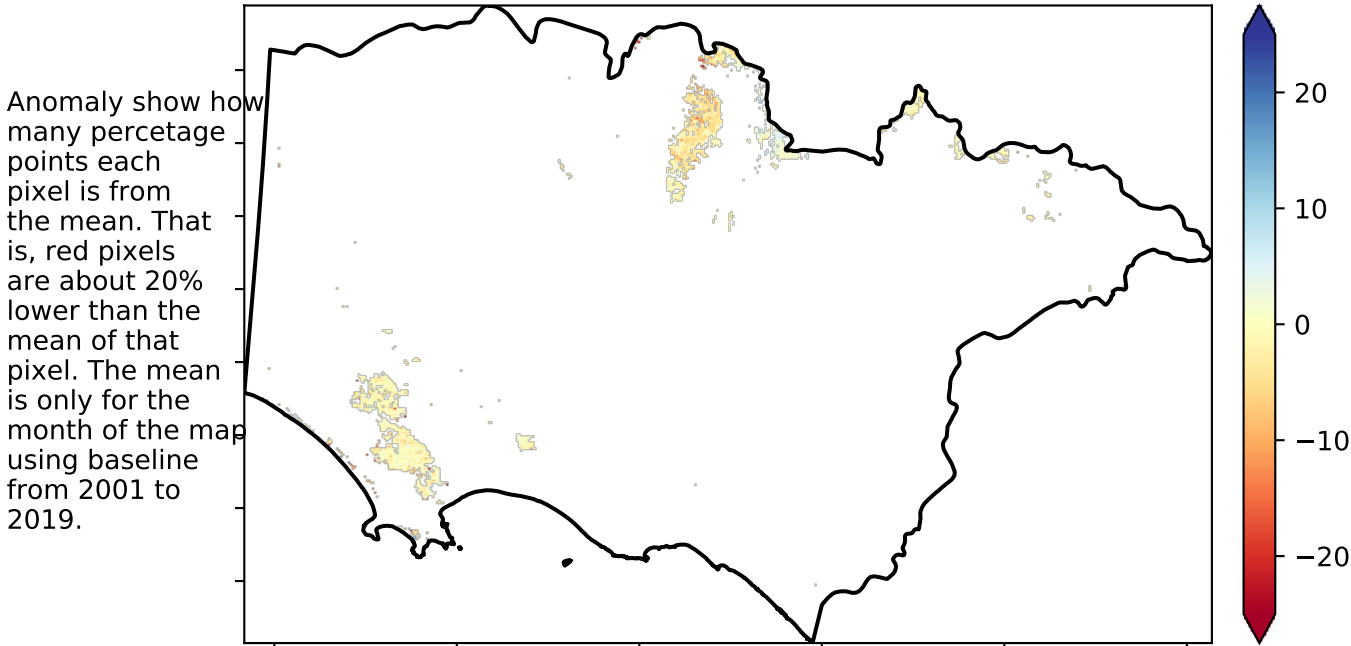 Anomaly show how
many percetage
points each
pixel is from
the mean. That
is, red pixels
are about 20%
lower than the
mean of that
pixel. The mean
is only for the
month of the map
using baseline
from 2001 to
2019.
20
10
0
−10
−20